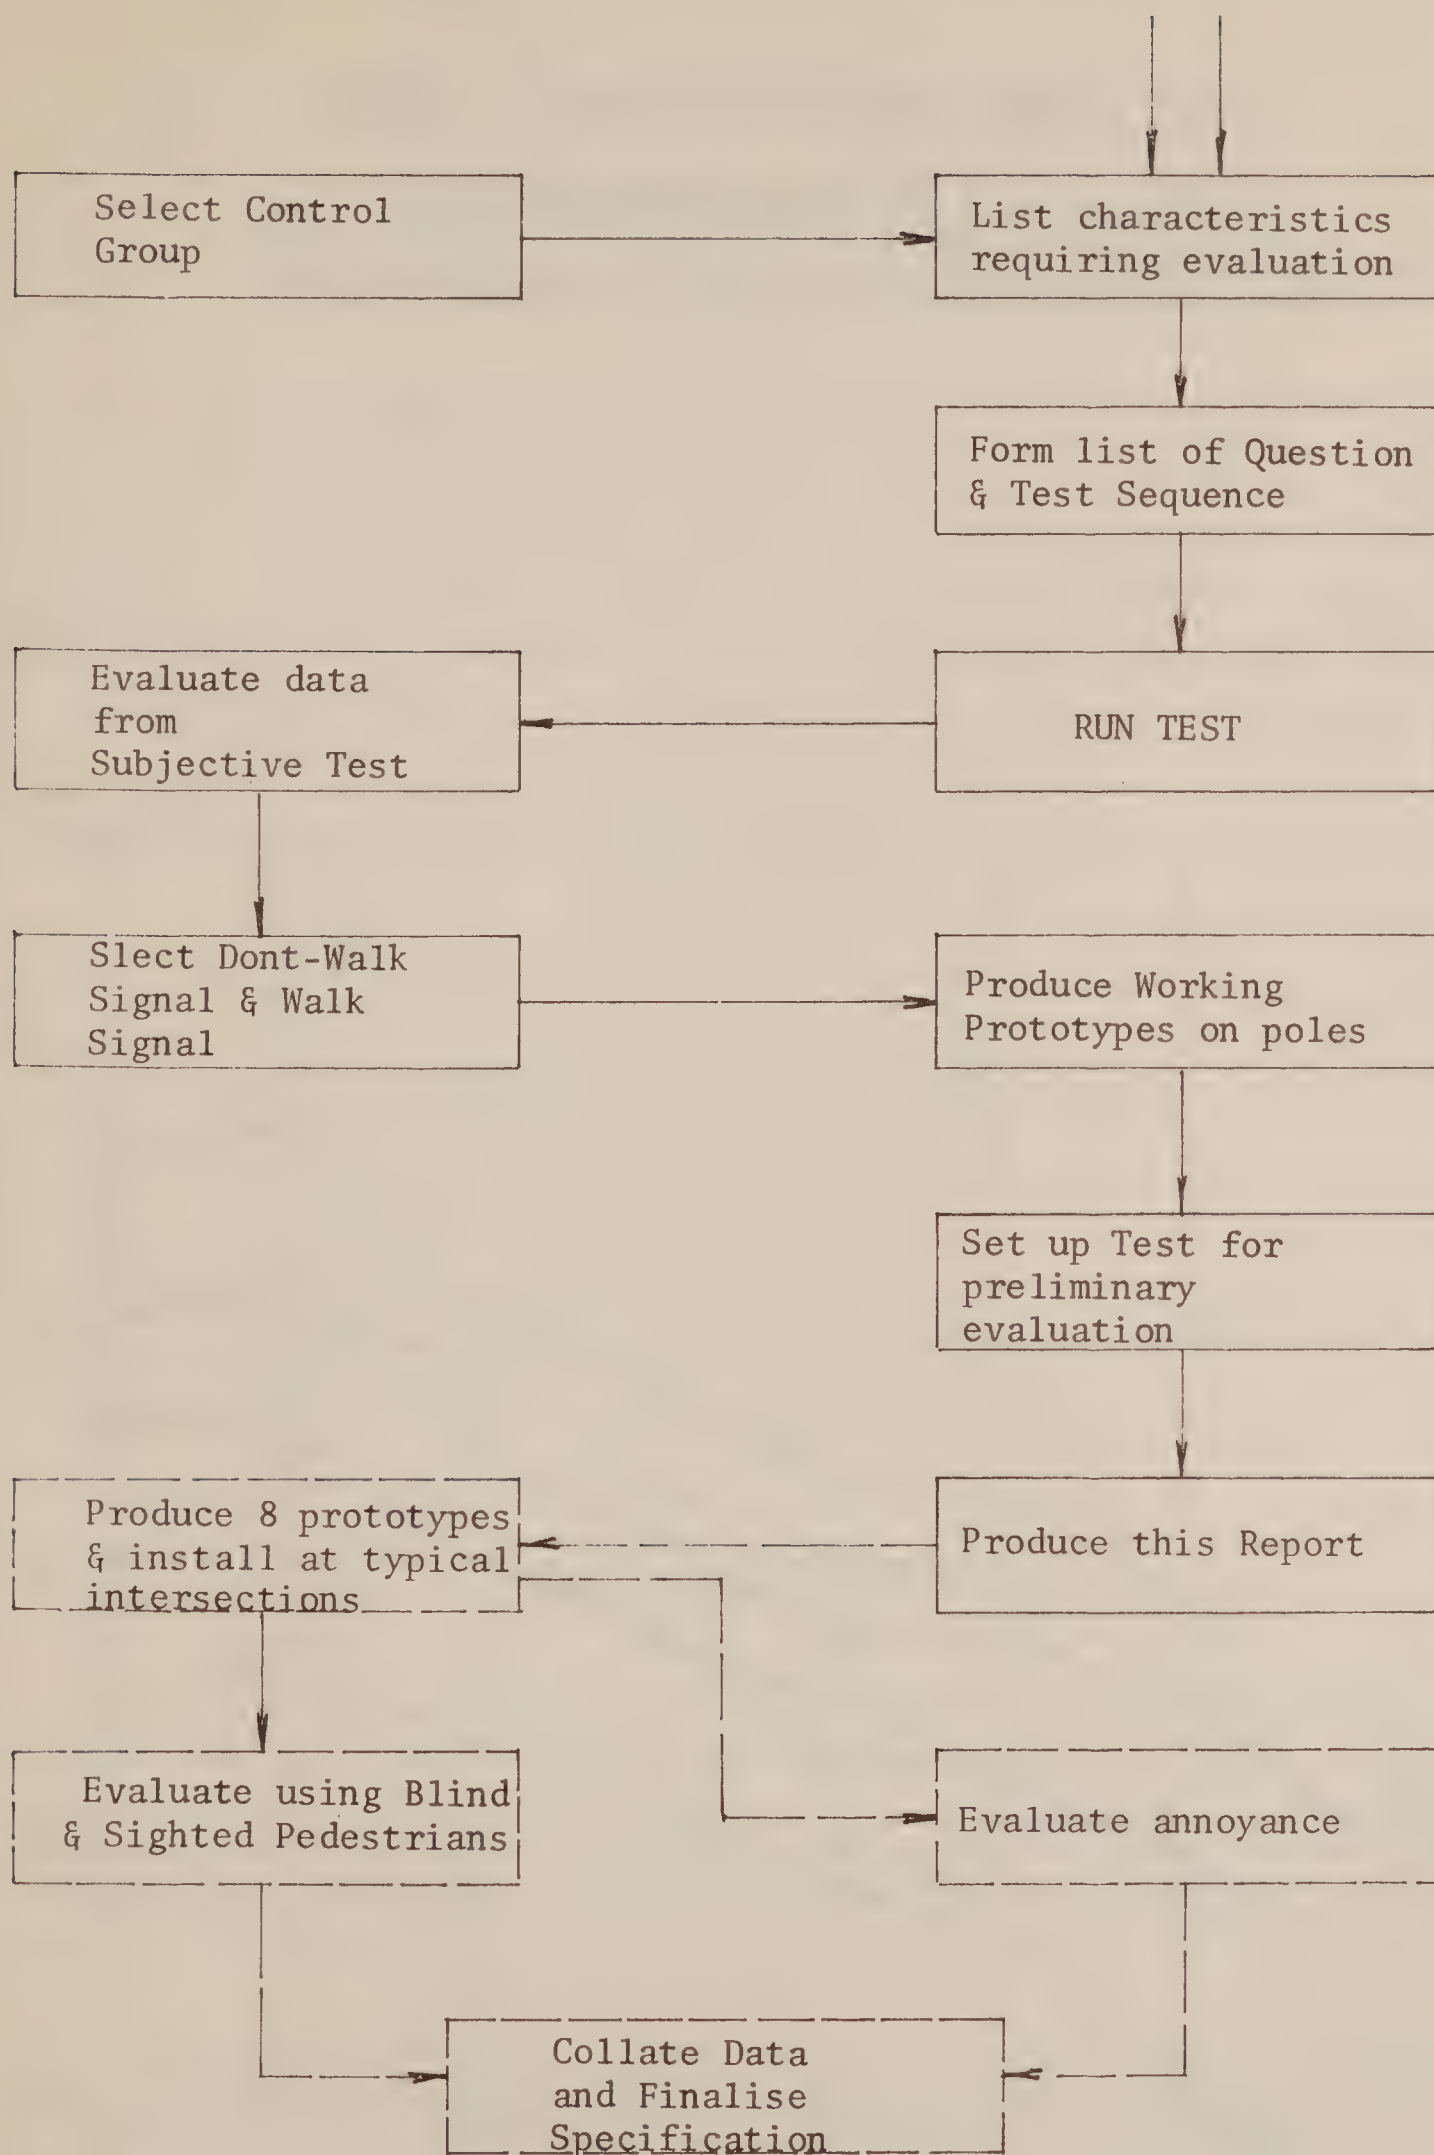 Select Control
Group
List characteristics
requiring evaluation
Form list of Question
& Test Sequence
RUN TEST
Evaluate data
from
Subjective Test
Slect Dont-Walk
Signal & Walk
Signal
Produce Working
Prototypes on poles
Set up Test for
preliminary
evaluation
Produce this Report
Produce 8 prototypes
& install at typical
intersections
Evaluate using Blind
& Sighted Pedestrians
Evaluate annoyance
Collate Data
and Finalise
Specification